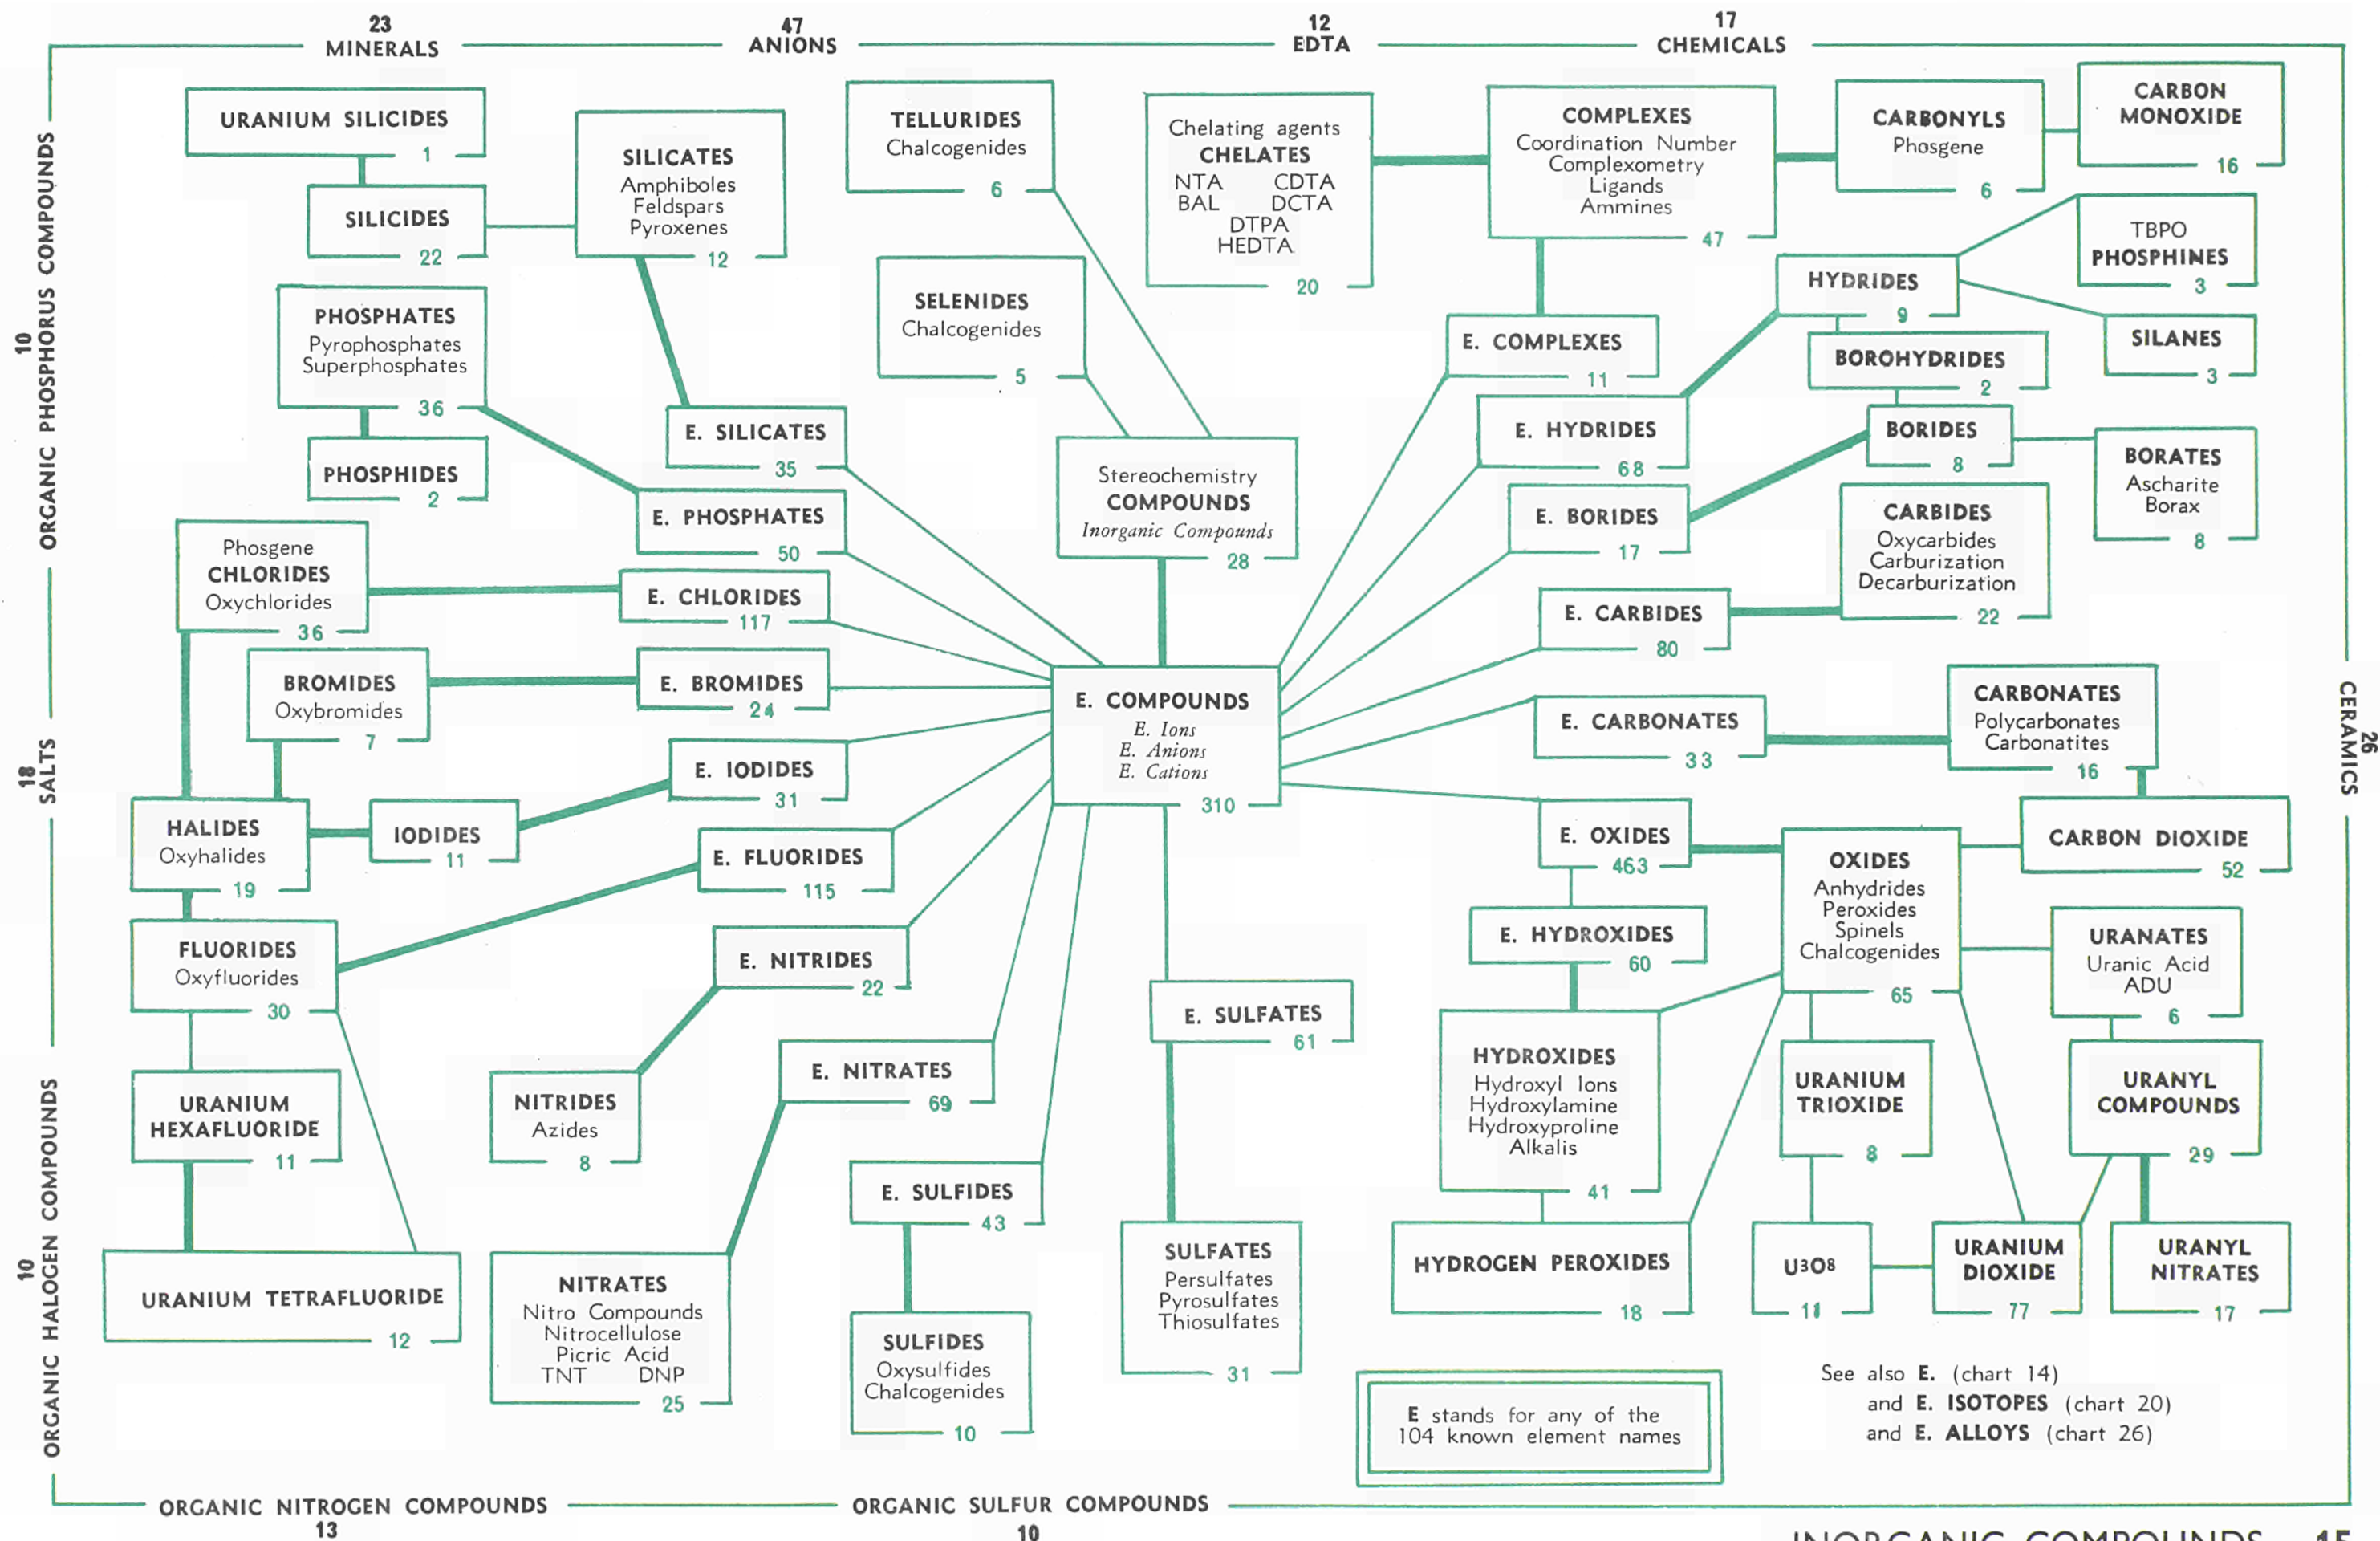 23
MINERALS
47
ANIONS
12
EDTA
17
CHEMICALS
10
ORGANIC PHOSPHORUS COMPOUNDS
18
SALTS
10
ORGANIC HALOGEN COMPOUNDS
CERAMICS
26
URANIUM SILICIDES
1
SILICIDES
22
SILICATES
Amphiboles
Feldspars
Pyroxenes
12
TELLURIDES
Chalcogenides
6
SELENIDES
Chalcogenides
5
Chelating agents
CHELATES
NTA CDTA
BAL DCTA
DTPA
HEDTA
20
COMPLEXES
Coordination Number
Complexometry
Ligands
Ammines
47
CARBONYLS
Phosgene
6
CARBON
MONOXIDE
16
TBPO
PHOSPHINES
3
HYDRIDES
9
SILANES
3
BOROHYDRIDES
2
BORIDES
8
BORATES
Ascharite
Borax
8
PHOSPHATES
Pyrophosphates
Superphosphates
36
PHOSPHIDES
2
E. SILICATES
35
E. PHOSPHATES
50
E. COMPLEXES
11
E. HYDRIDES
68
E. BORIDES
17
Stereochemistry
COMPOUNDS
Inorganic Compounds
28
CARBIDES
Oxycarbides
Carburization
Decarburization
22
Phosgene
CHLORIDES
Oxychlorides
36
E. CHLORIDES
117
E. CARBIDES
80
BROMIDES
Oxybromides
7
E. BROMIDES
24
E. COMPOUNDS
E. Ions
E. Anions
E. Cations
310
E. CARBONATES
33
CARBONATES
Polycarbonates
Carbonatites
16
HALIDES
Oxyhalides
19
IODIDES
11
E. IODIDES
31
E. FLUORIDES
115
E. OXIDES
463
OXIDES
Anhydrides
Peroxides
Spinels
Chalcogenides
65
CARBON DIOXIDE
52
FLUORIDES
Oxyfluorides
30
E. NITRIDES
22
E. SULFATES
61
E. HYDROXIDES
60
URANATES
Uranic Acid
ADU
6
URANIUM
HEXAFLUORIDE
11
NITRIDES
Azides
8
E. NITRATES
69
HYDROXIDES
Hydroxyl Ions
Hydroxylamine
Hydroxyproline
Alkalis
41
URANIUM
TRIOXIDE
8
URANYL
COMPOUNDS
29
E. SULFIDES
43
URANIUM TETRAFLUORIDE
12
NITRATES
Nitro Compounds
Nitrocellulose
Picric Acid
TNT DNP
25
SULFIDES
Oxysulfides
Chalcogenides
10
SULFATES
Persulfates
Pyrosulfates
Thiosulfates
31
HYDROGEN PEROXIDES
18
U3O8
11
URANIUM
DIOXIDE
77
URANYL
NITRATES
17
E stands for any of the
104 known element names
See also E. (chart 14)
and E. ISOTOPES (chart 20)
and E. ALLOYS (chart 26)
ORGANIC NITROGEN COMPOUNDS
13
ORGANIC SULFUR COMPOUNDS
10
INORGANIC COMPOUNDS 15